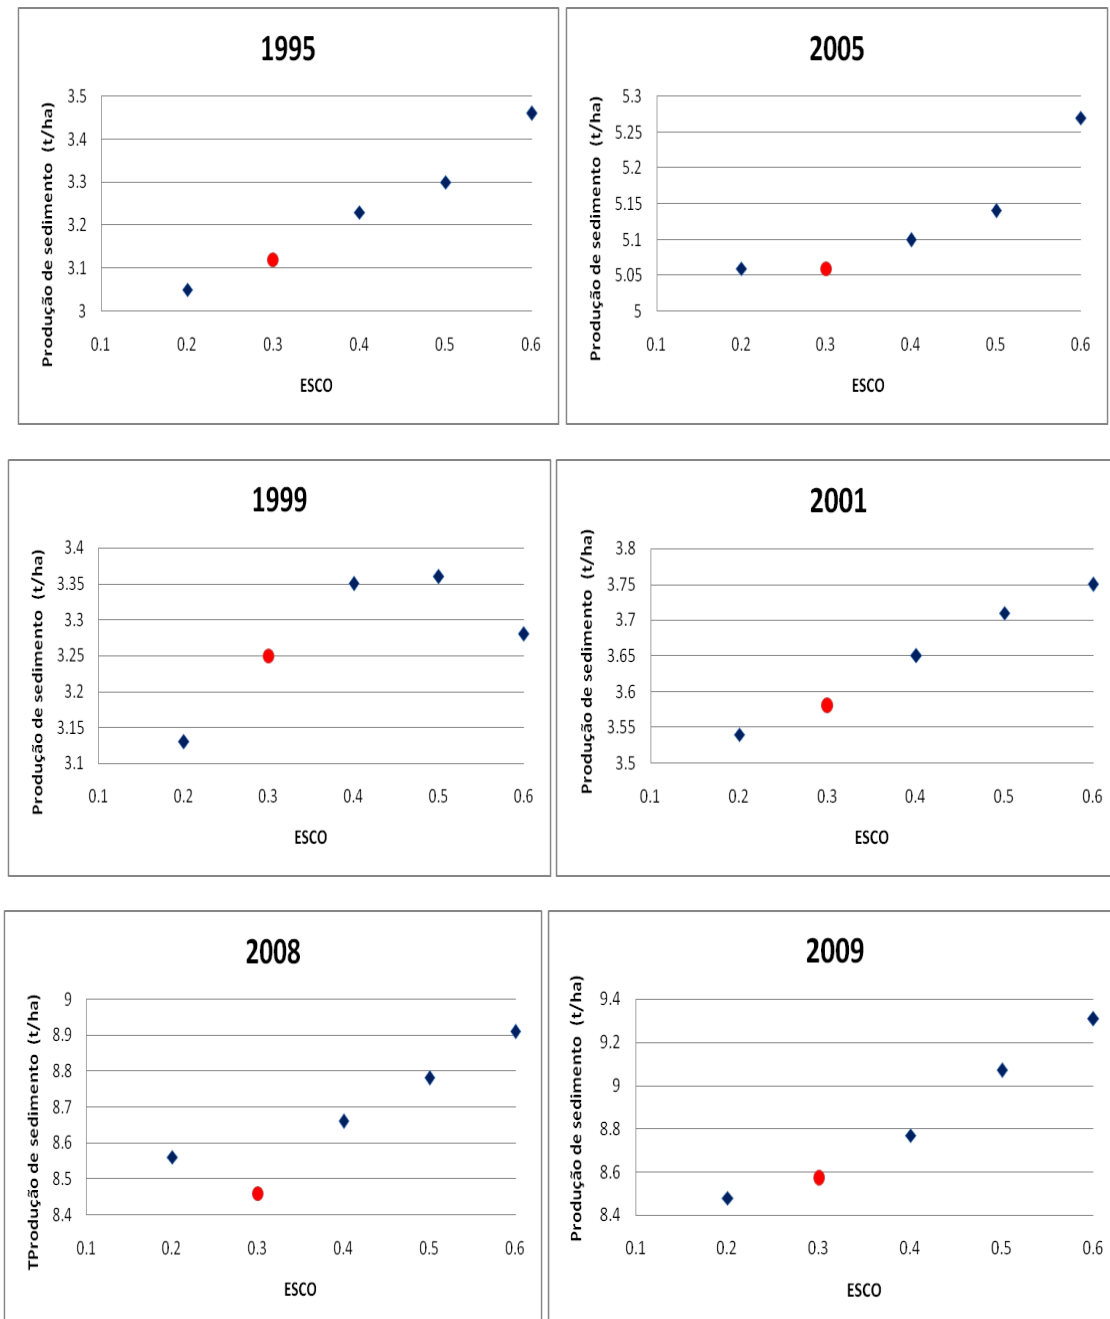 1995
Produção de sedimento (t/ha)
3.5
3.4
3.3
3.2
3.1
3
0.1 0.2 0.3 0.4 0.5 0.6
ESCO
2005
Produção de sedimento (t/ha)
5.3
5.25
5.2
5.15
5.1
5.05
5
0.1 0.2 0.3 0.4 0.5 0.6
ESCO
1999
Produção de sedimento (t/ha)
3.4
3.35
3.3
3.25
3.2
3.15
3.1
0.1 0.2 0.3 0.4 0.5 0.6
ESCO
2001
Produção de sedimento (t/ha)
3.8
3.75
3.7
3.65
3.6
3.55
3.5
0.1 0.2 0.3 0.4 0.5 0.6
ESCO
2008
TProdução de sedimento (t/ha)
9
8.9
8.8
8.7
8.6
8.5
8.4
0.1 0.2 0.3 0.4 0.5 0.6
ESCO
2009
Produção de sedimento (t/ha)
9.4
9.2
9
8.8
8.6
8.4
0.1 0.2 0.3 0.4 0.5 0.6
ESCO